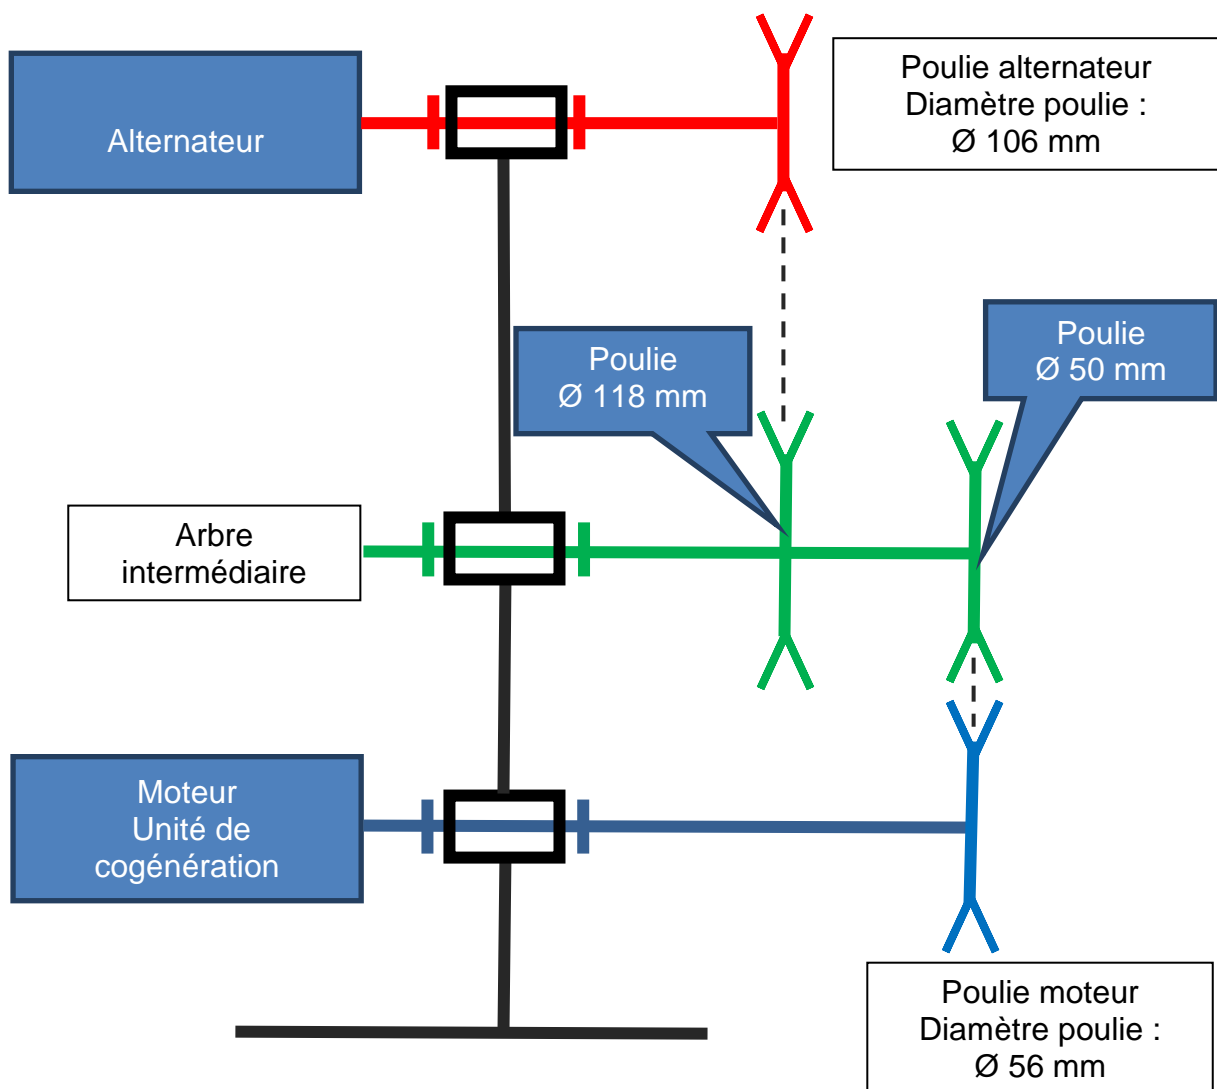 Alternateur
Poulie alternateur
Diamètre poulie :
Ø 106 mm
Poulie
Ø 118 mm
Poulie
Ø 50 mm
Arbre
intermédiaire
Moteur
Unité de
cogénération
Poulie moteur
Diamètre poulie :
Ø 56 mm